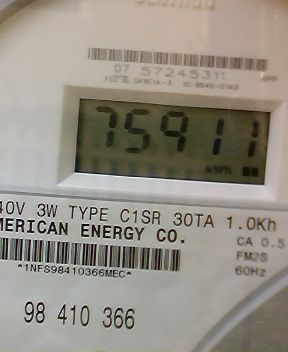 07 57245311
75911
kWh
40V 3W TYPE C1SR 30TA 1.0Kh
MERICAN ENERGY CO.
CA 0.5
FM2S
60Hz
*1NFS98410366MEC*
98 410 366